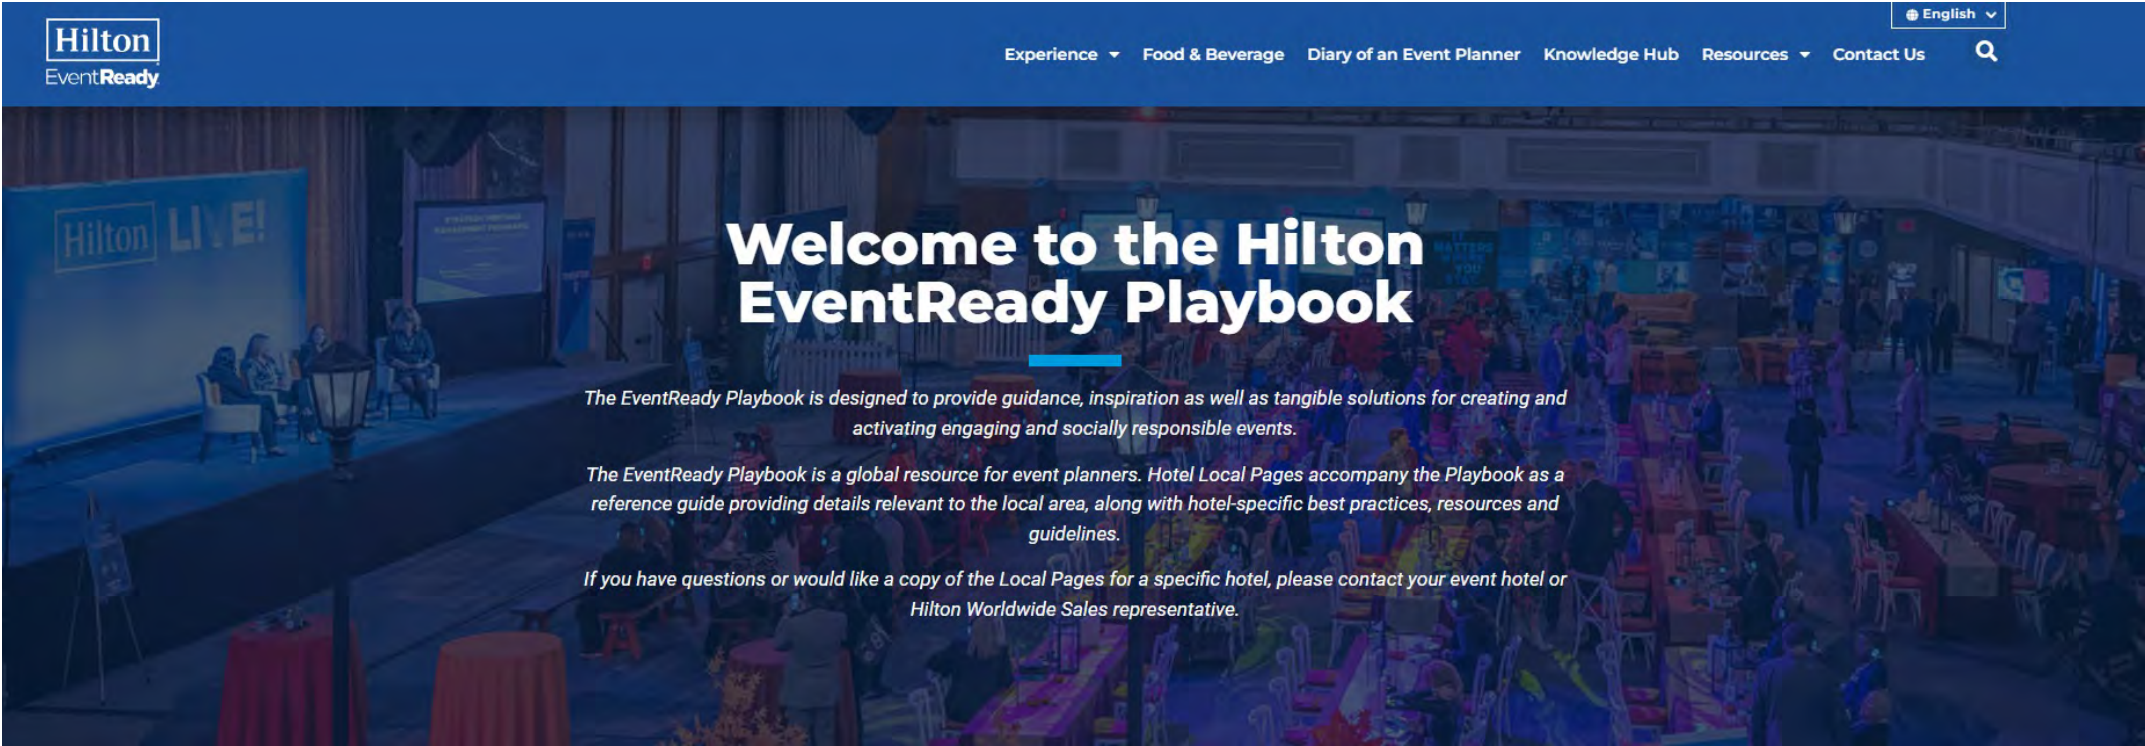 English
Hilton
EventReady
Experience Food & Beverage Diary of an Event Planner Knowledge Hub Resources Contact Us
Hilton LIVE!
Welcome to the Hilton
EventReady Playbook
The EventReady Playbook is designed to provide guidance, inspiration as well as tangible solutions for creating and
activating engaging and socially responsible events.
The EventReady Playbook is a global resource for event planners. Hotel Local Pages accompany the Playbook as a
reference guide providing details relevant to the local area, along with hotel-specific best practices, resources and
guidelines.
If you have questions or would like a copy of the Local Pages for a specific hotel, please contact your event hotel or
Hilton Worldwide Sales representative.